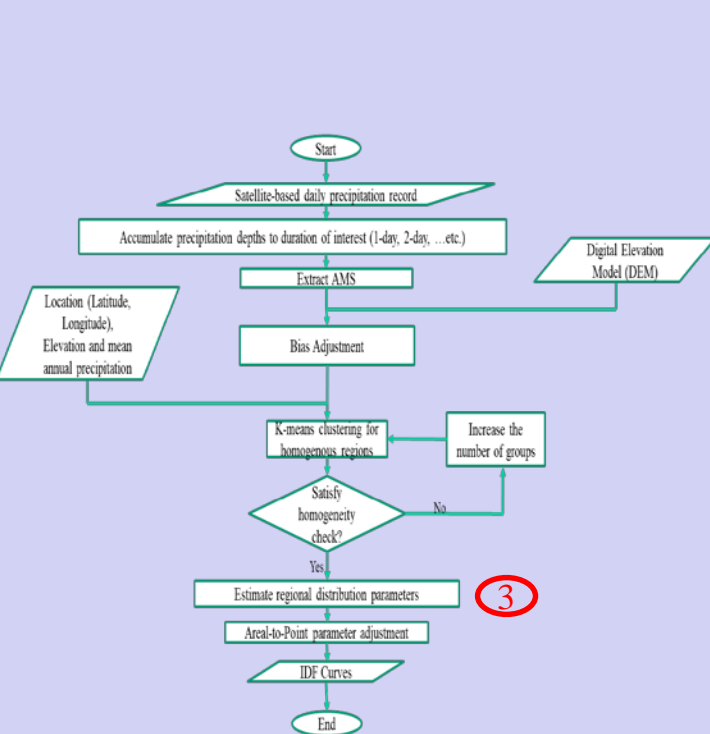 Start
Satellite-based daily precipitation record
Accumulate precipitation depths to duration of interest (1-day, 2-day, …etc.)
Digital Elevation
Model (DEM)
Extract AMS
Location (Latitude,
Longitude),
Elevation and mean
annual precipitation
Bias Adjustment
K-means clustering for
homogenous regions
Increase the
number of groups
Satisfy
homogeneity
check?
No
Yes
Estimate regional distribution parameters
3
Areal-to-Point parameter adjustment
IDF Curves
End